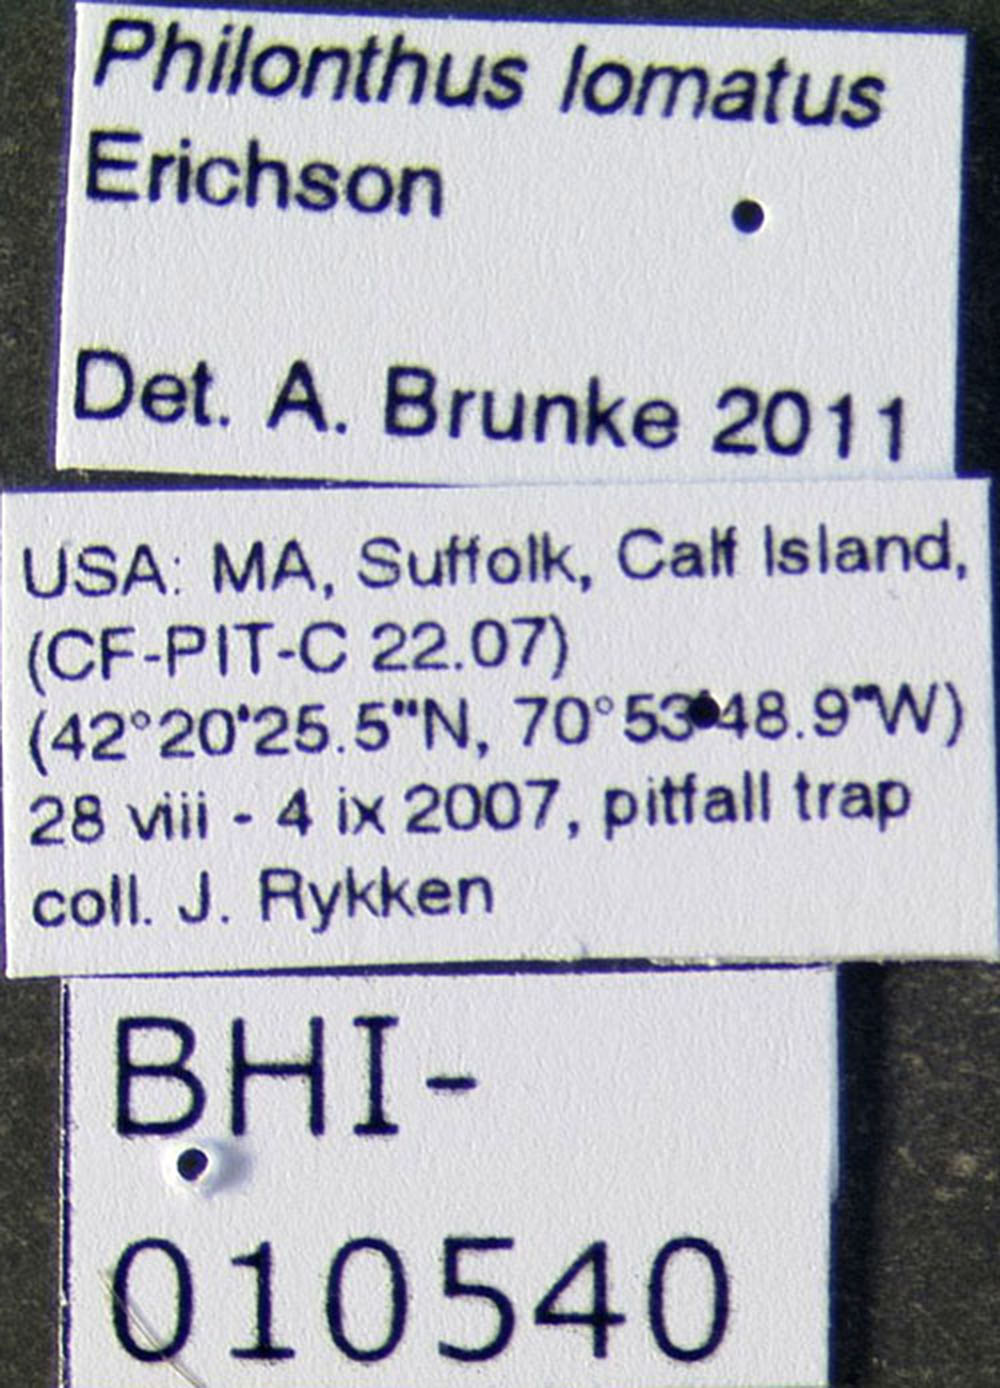 Philonthus lomatus
Erichson
Det. A. Brunke 2011
USA: MA, Suffolk, Calf Island,
(CF-PIT-C 22.07)
(42°20'25.5"N, 70°53'48.9"W)
28 viii - 4 ix 2007, pitfall trap
coll. J. Rykken
BHI-
010540